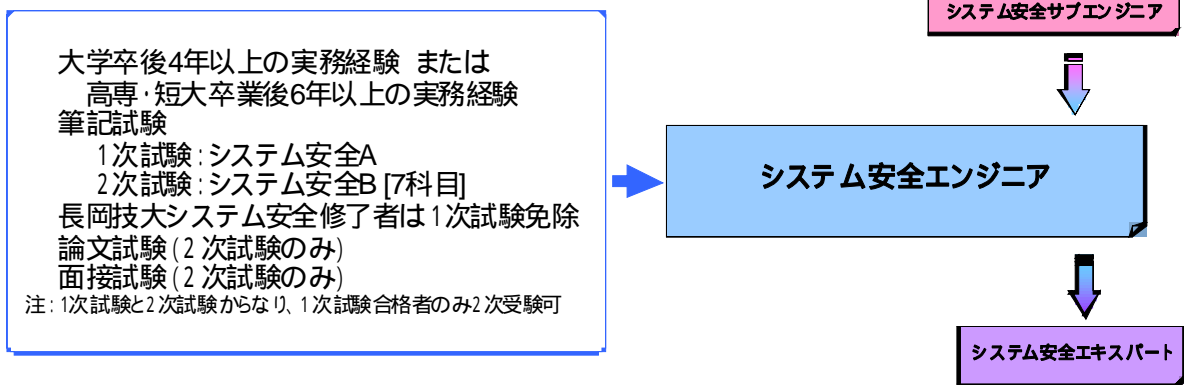 システム安全サブエンジニア
大学卒後4年以上の実務経験 または
高専・短大卒業後6年以上の実務経験
筆記試験
1次試験:システム安全A
2次試験:システム安全B [7科目]
長岡技大システム安全修了者は1次試験免除
論文試験(2次試験のみ)
面接試験(2次試験のみ)
注:1次試験と2次試験からなり、1次試験合格者のみ2次受験可
システム安全エンジニア
システム安全エキスパート